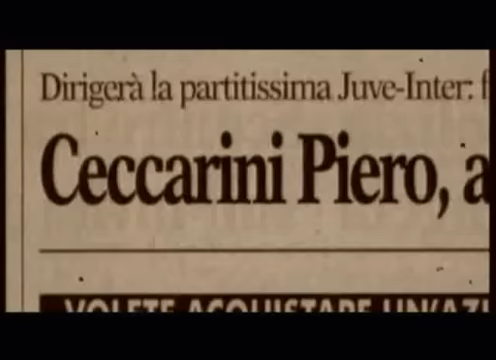 Dirigerà la partitissima Juve-Inter: f
Ceccarini Piero, a
VOLETE ACQUISTARE UN'AZI